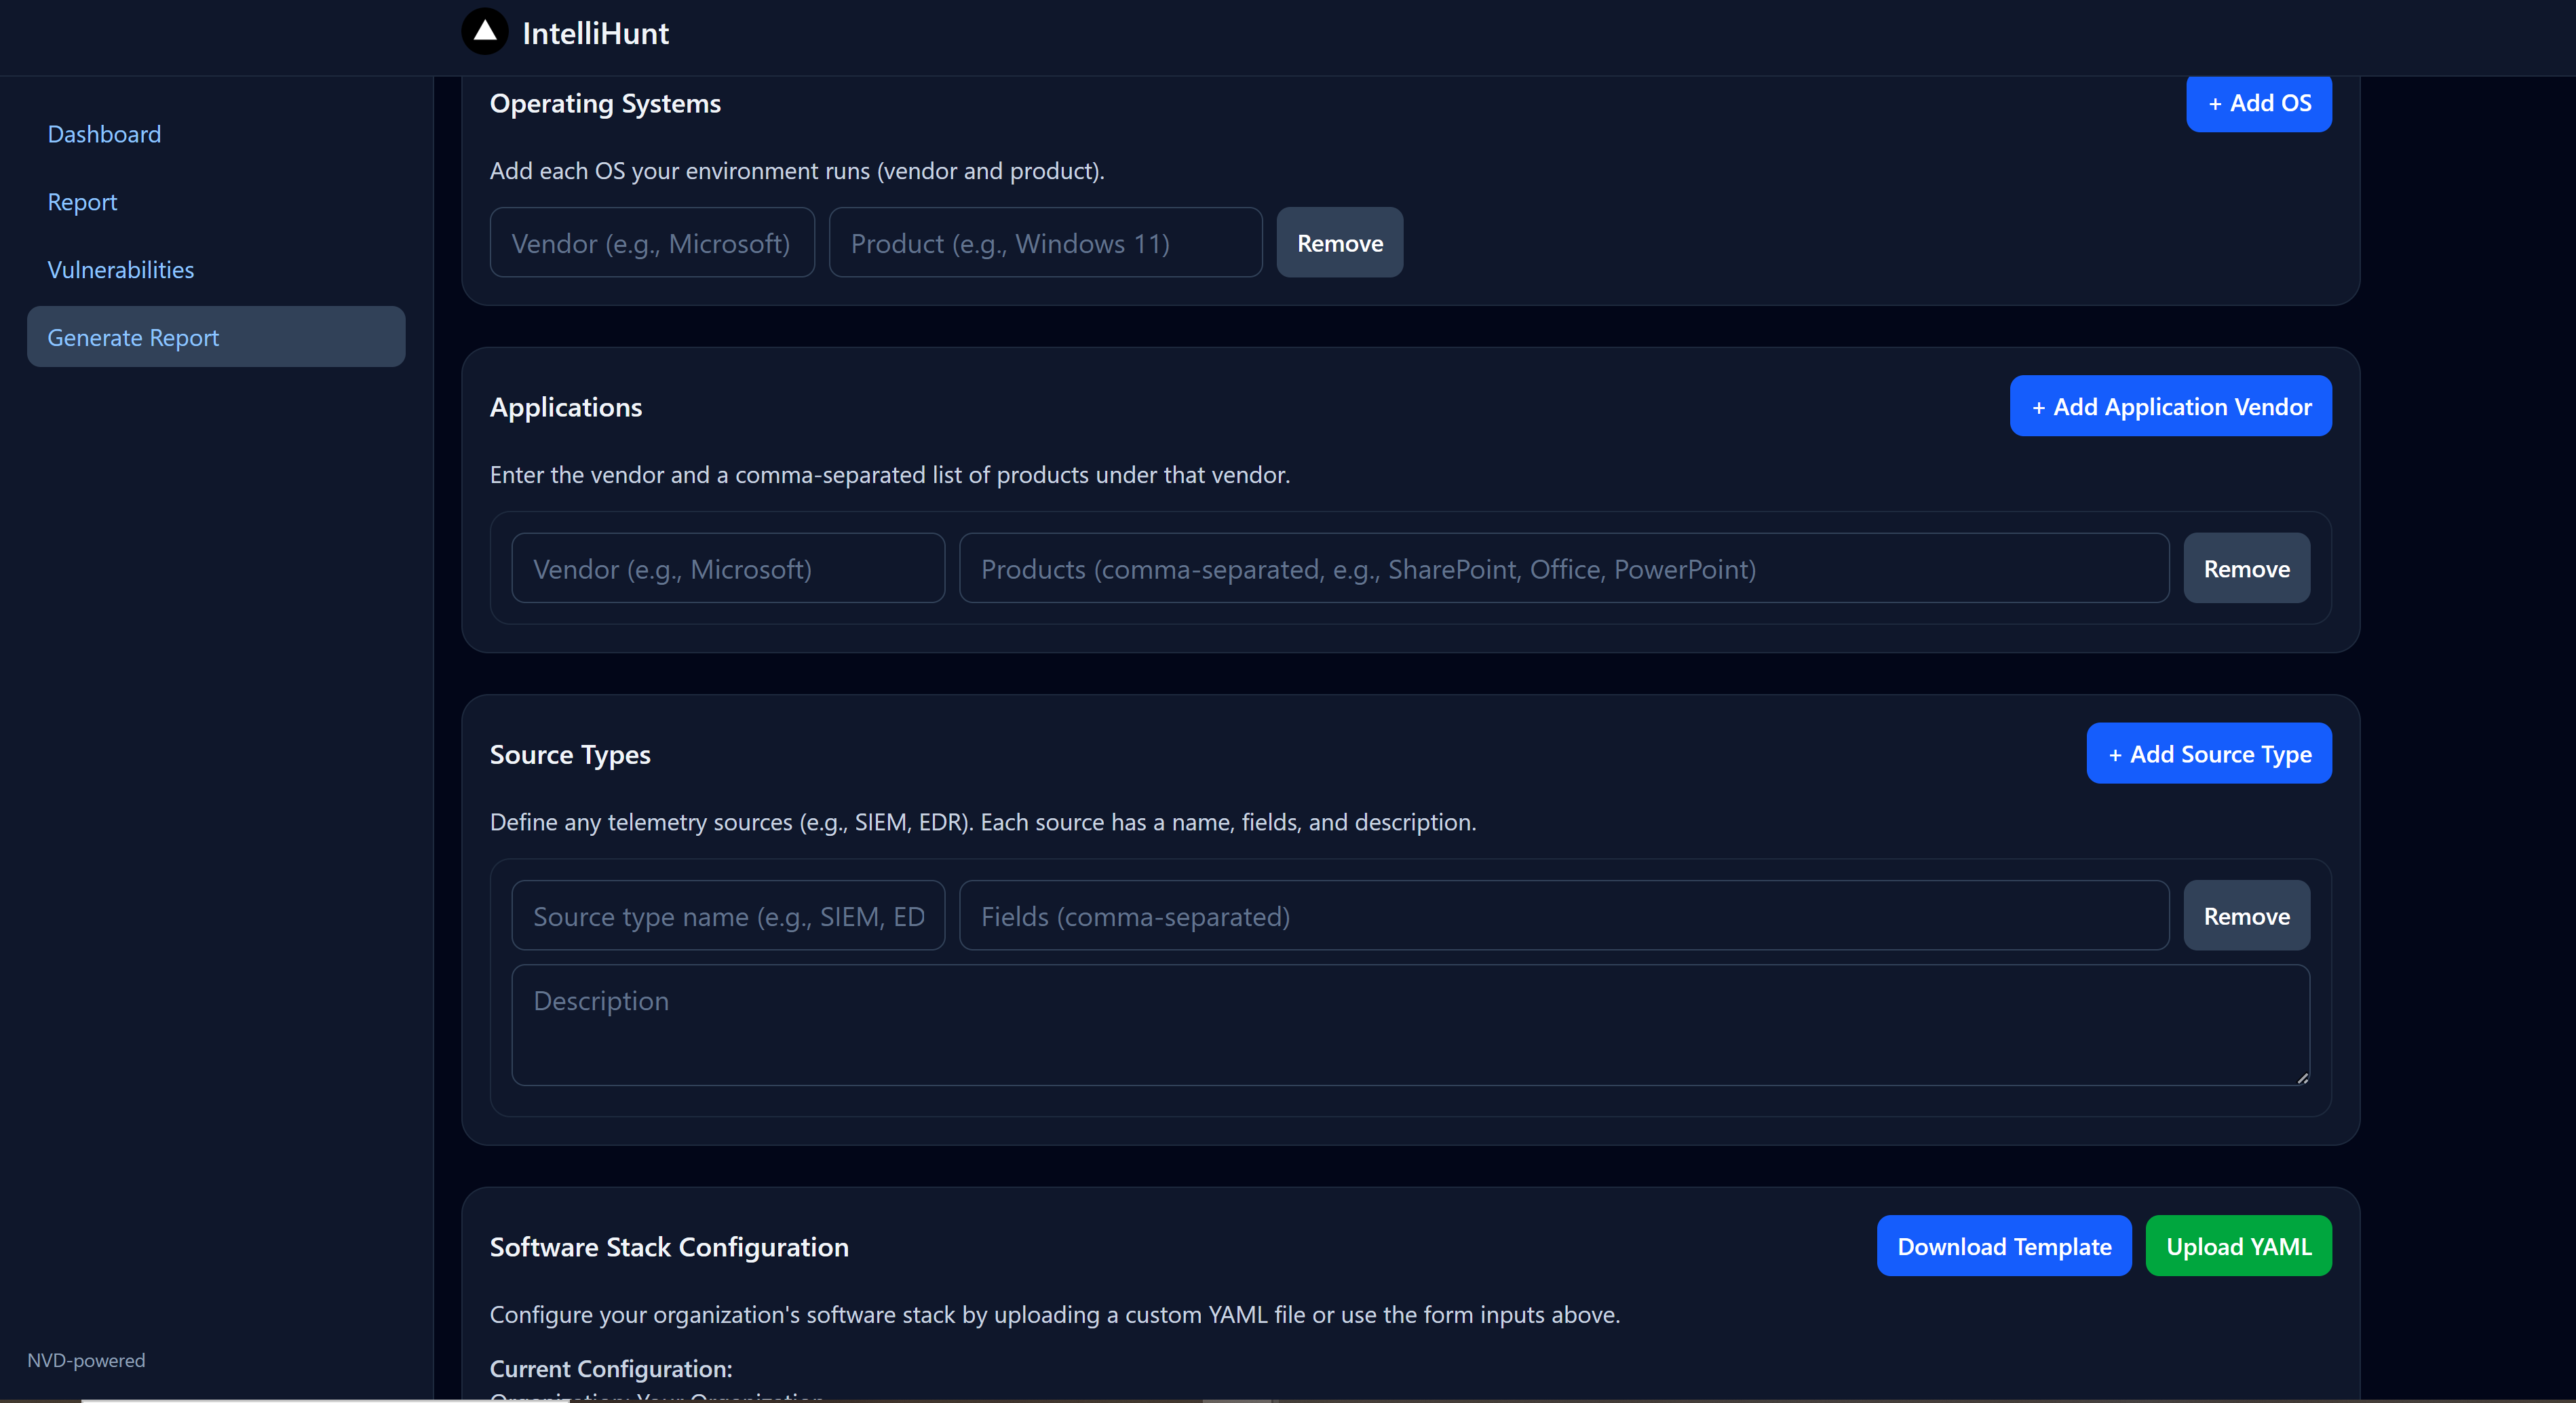 IntelliHunt
Dashboard
Report
Vulnerabilities
Generate Report
NVD-powered
Operating Systems
+ Add OS
Add each OS your environment runs (vendor and product).
Vendor (e.g., Microsoft)
Product (e.g., Windows 11)
Remove
Applications
+ Add Application Vendor
Enter the vendor and a comma-separated list of products under that vendor.
Vendor (e.g., Microsoft)
Products (comma-separated, e.g., SharePoint, Office, PowerPoint)
Remove
Source Types
+ Add Source Type
Define any telemetry sources (e.g., SIEM, EDR). Each source has a name, fields, and description.
Source type name (e.g., SIEM, ED
Fields (comma-separated)
Remove
Description
Software Stack Configuration
Download Template
Upload YAML
Configure your organization's software stack by uploading a custom YAML file or use the form inputs above.
Current Configuration:
Organization: Your Organization